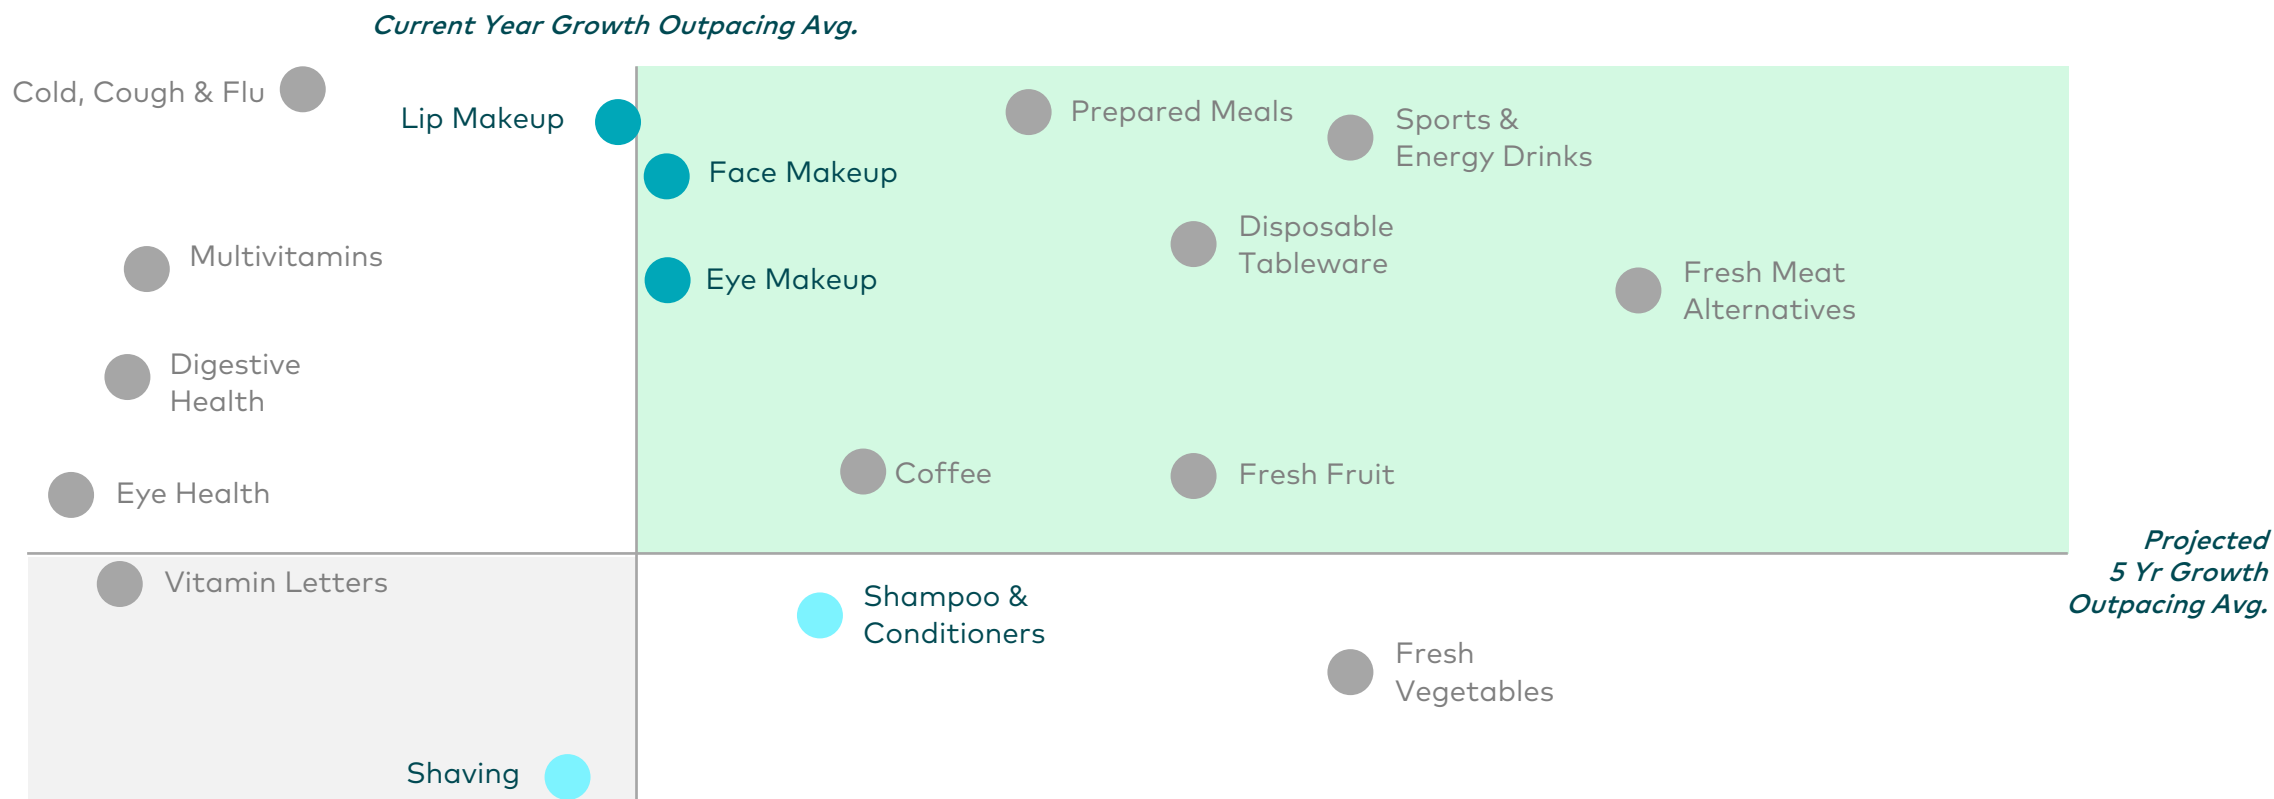 Current Year Growth Outpacing Avg.
Cold, Cough & Flu
Lip Makeup
Prepared Meals
Sports &
Energy Drinks
Face Makeup
Disposable
Tableware
Multivitamins
Eye Makeup
Fresh Meat
Alternatives
Digestive
Health
Coffee
Fresh Fruit
Eye Health
Projected
5 Yr Growth
Outpacing Avg.
Vitamin Letters
Shampoo &
Conditioners
Fresh
Vegetables
Shaving